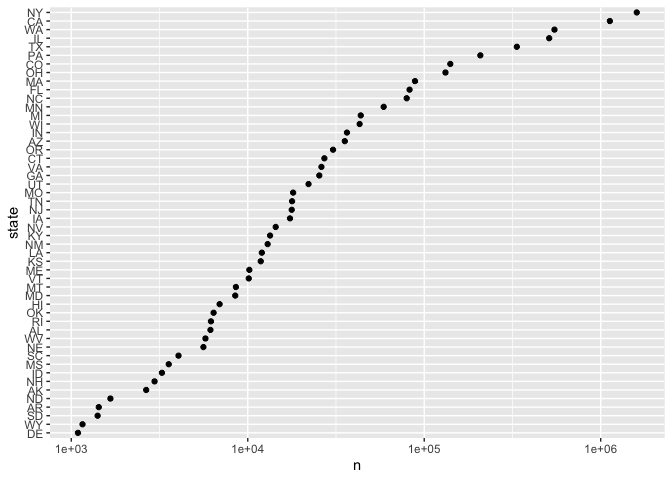 NY
CA
WA
IL
TX
PA
CO
OH
MA
FL
NC
MN
MI
WI
IN
AZ
OR
CT
VA
GA
UT
MO
TN
NJ
IA
NV
KY
NM
LA
KS
ME
VT
MT
MD
HI
OK
RI
AL
WV
NE
SC
MS
ID
NH
AK
ND
AR
SD
WY
DE
state
1e+03 1e+04 1e+05 1e+06
n